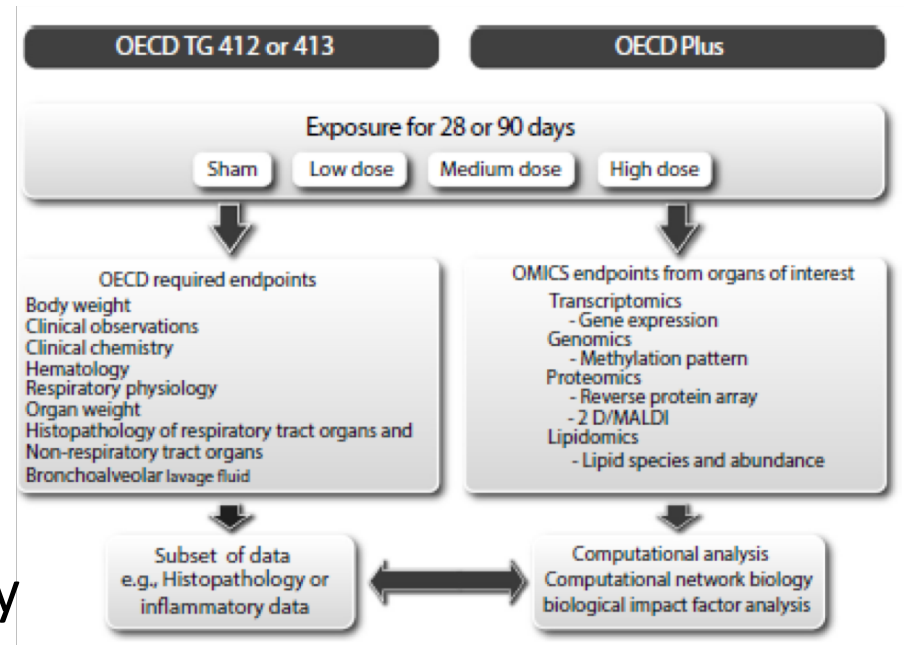 OECD TG 412 or 413
OECD Plus
Exposure for 28 or 90 days
Sham
Low dose
Medium dose
High dose
OECD required endpoints
Body weight
Clinical observations
Clinical chemistry
Hematology
Respiratory physiology
Organ weight
Histopathology of respiratory tract organs and
Non-respiratory tract organs
Bronchoalveolar lavage fluid
OMICS endpoints from organs of interest
Transcriptomics
- Gene expression
Genomics
- Methylation pattern
Proteomics
- Reverse protein array
- 2 D/MALDI
Lipidomics
- Lipid species and abundance
Subset of data
e.g., Histopathology or
inflammatory data
Computational analysis
Computational network biology
biological impact factor analysis
y